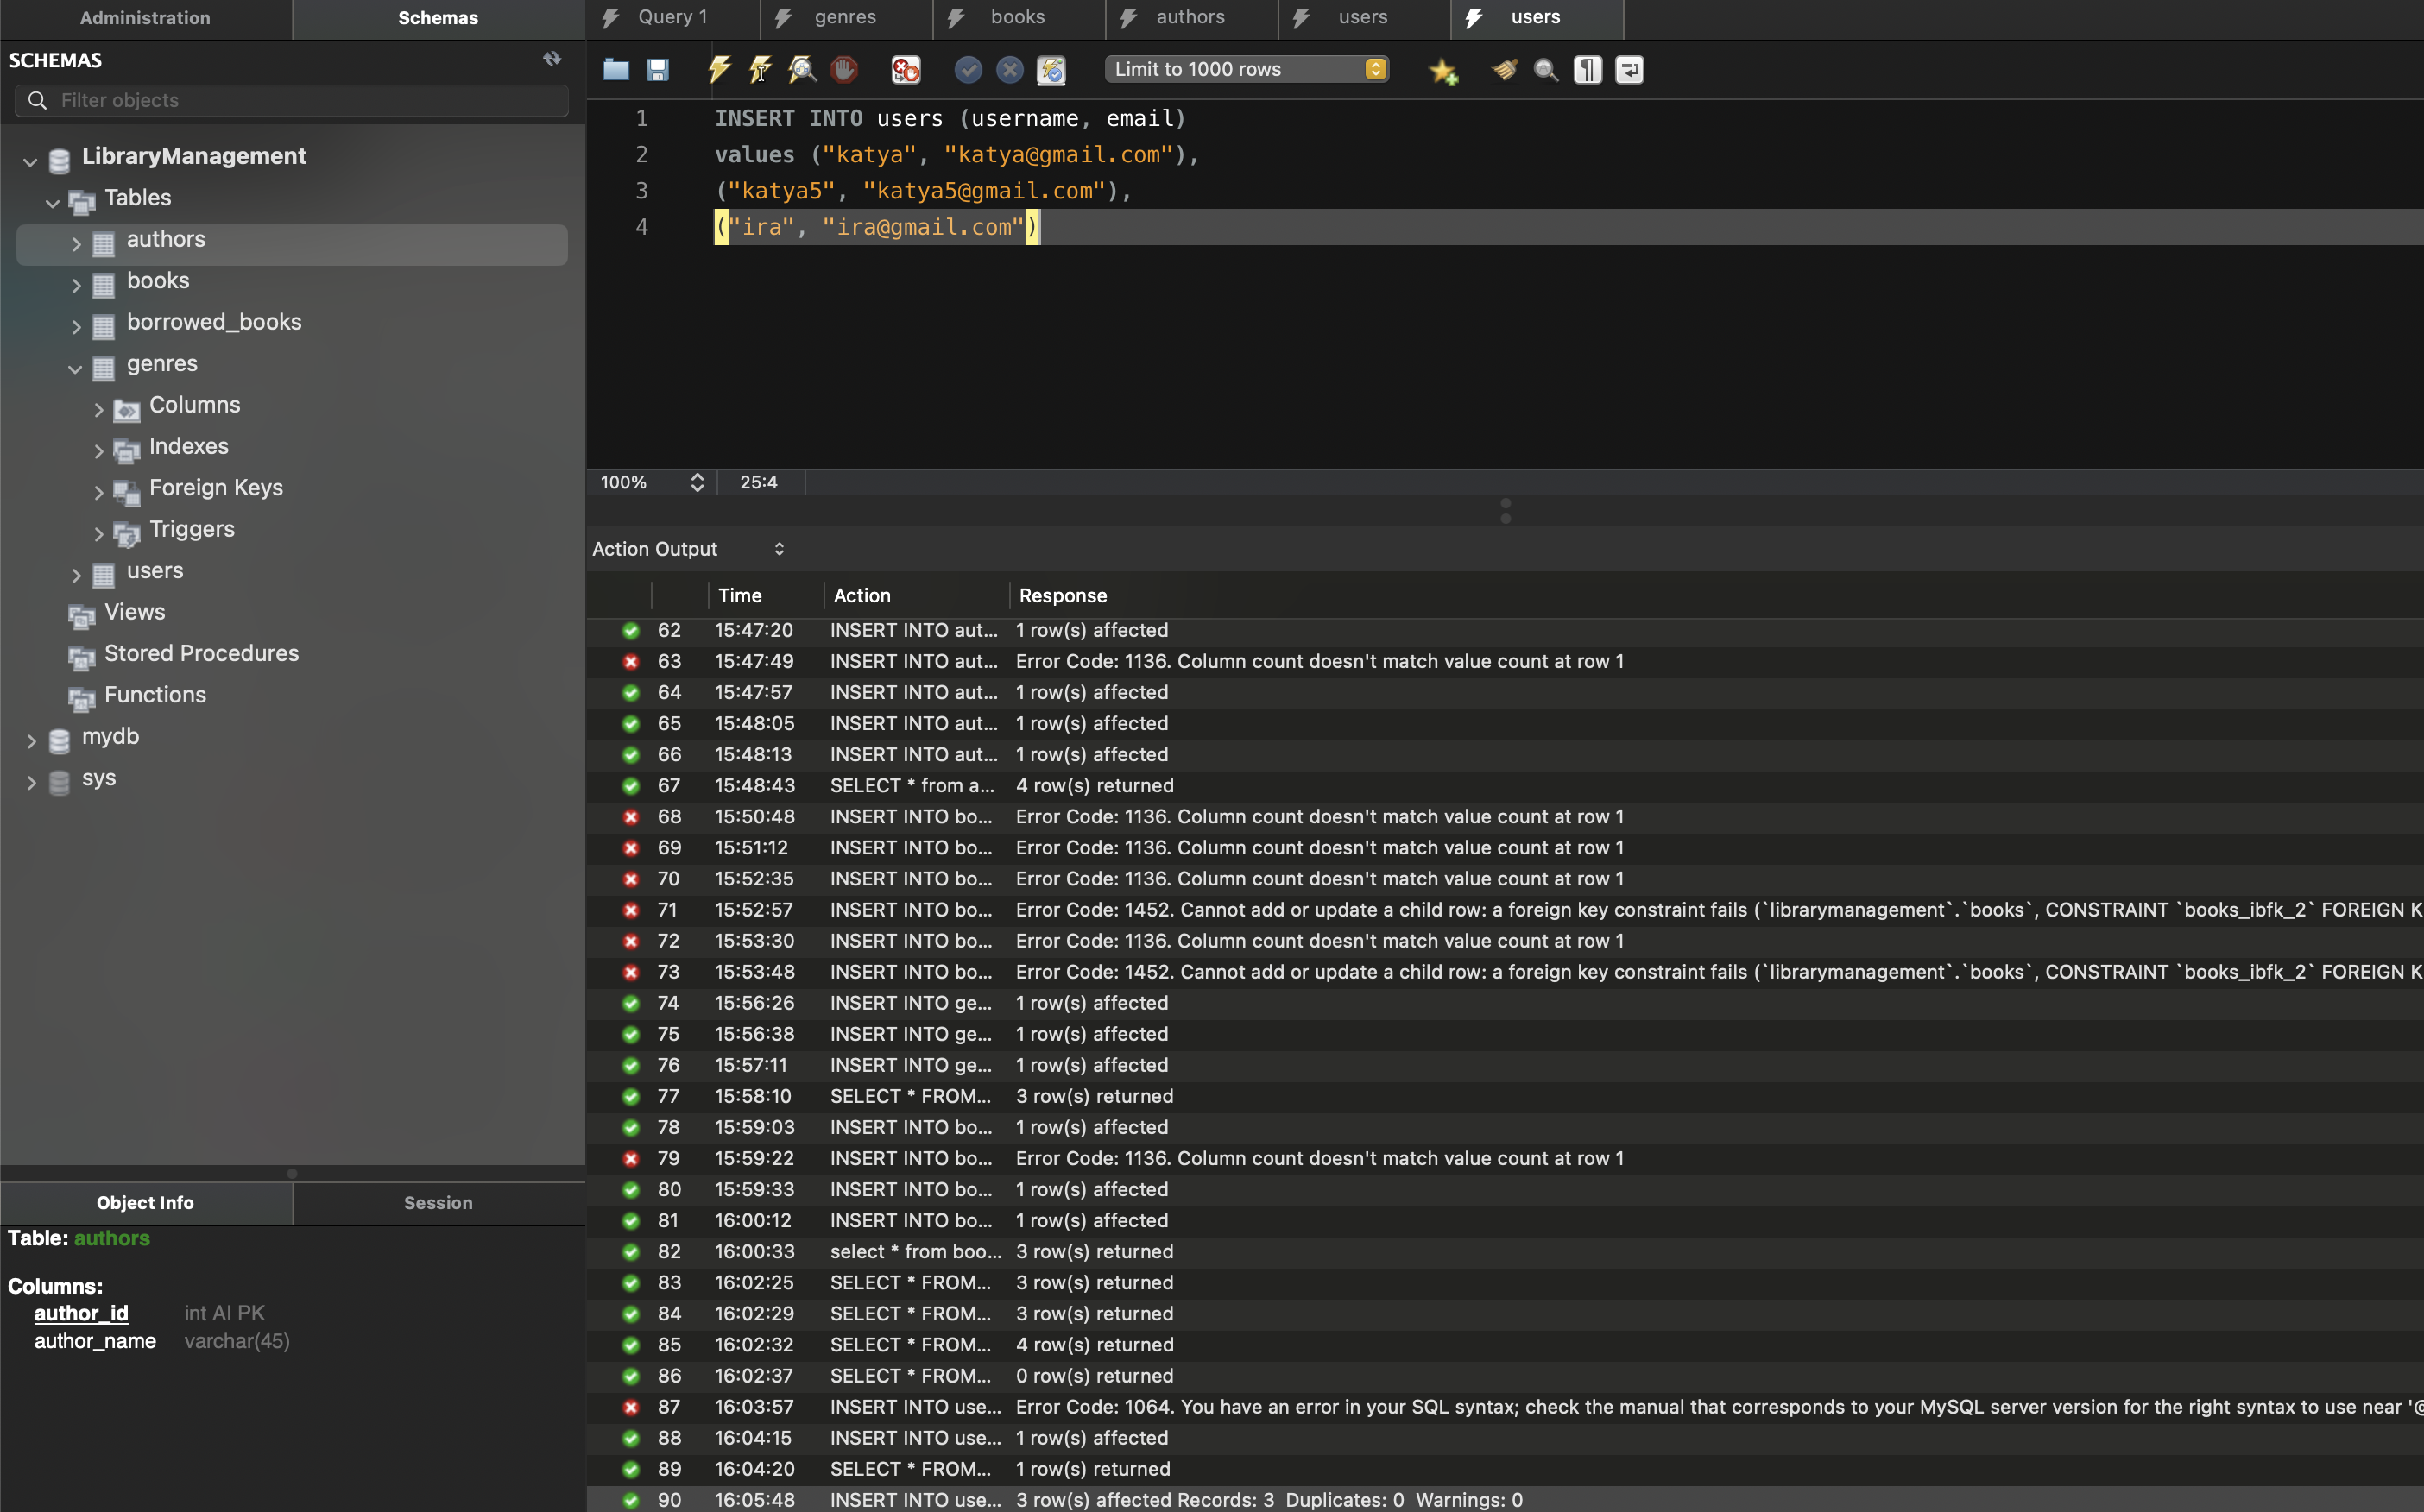 Administration
Schemas
SCHEMAS
Filter objects
LibraryManagement
Tables
authors
books
borrowed_books
genres
Columns
Indexes
Foreign Keys
Triggers
users
Views
Stored Procedures
Functions
mydb
sys
Object Info
Session
Table: authors
Columns:
author_id int AI PK
author_name varchar(45)
Query 1
genres
books
authors
users
users
Limit to 1000 rows
1 INSERT INTO users (username, email)
2 values ("katya", "katya@gmail.com"),
3 ("katya5", "katya5@gmail.com"),
4 ("ira", "ira@gmail.com")
100% 25:4
Action Output
Time Action Response
62 15:47:20 INSERT INTO aut... 1 row(s) affected
63 15:47:49 INSERT INTO aut... Error Code: 1136. Column count doesn't match value count at row 1
64 15:47:57 INSERT INTO aut... 1 row(s) affected
65 15:48:05 INSERT INTO aut... 1 row(s) affected
66 15:48:13 INSERT INTO aut... 1 row(s) affected
67 15:48:43 SELECT * from a... 4 row(s) returned
68 15:50:48 INSERT INTO bo... Error Code: 1136. Column count doesn't match value count at row 1
69 15:51:12 INSERT INTO bo... Error Code: 1136. Column count doesn't match value count at row 1
70 15:52:35 INSERT INTO bo... Error Code: 1136. Column count doesn't match value count at row 1
71 15:52:57 INSERT INTO bo... Error Code: 1452. Cannot add or update a child row: a foreign key constraint fails (`librarymanagement`.`books`, CONSTRAINT `books_ibfk_2` FOREIGN K
72 15:53:30 INSERT INTO bo... Error Code: 1136. Column count doesn't match value count at row 1
73 15:53:48 INSERT INTO bo... Error Code: 1452. Cannot add or update a child row: a foreign key constraint fails (`librarymanagement`.`books`, CONSTRAINT `books_ibfk_2` FOREIGN K
74 15:56:26 INSERT INTO ge... 1 row(s) affected
75 15:56:38 INSERT INTO ge... 1 row(s) affected
76 15:57:11 INSERT INTO ge... 1 row(s) affected
77 15:58:10 SELECT * FROM... 3 row(s) returned
78 15:59:03 INSERT INTO bo... 1 row(s) affected
79 15:59:22 INSERT INTO bo... Error Code: 1136. Column count doesn't match value count at row 1
80 15:59:33 INSERT INTO bo... 1 row(s) affected
81 16:00:12 INSERT INTO bo... 1 row(s) affected
82 16:00:33 select * from boo... 3 row(s) returned
83 16:02:25 SELECT * FROM... 3 row(s) returned
84 16:02:29 SELECT * FROM... 3 row(s) returned
85 16:02:32 SELECT * FROM... 4 row(s) returned
86 16:02:37 SELECT * FROM... 0 row(s) returned
87 16:03:57 INSERT INTO use... Error Code: 1064. You have an error in your SQL syntax; check the manual that corresponds to your MySQL server version for the right syntax to use near '@
88 16:04:15 INSERT INTO use... 1 row(s) affected
89 16:04:20 SELECT * FROM... 1 row(s) returned
90 16:05:48 INSERT INTO use... 3 row(s) affected Records: 3 Duplicates: 0 Warnings: 0